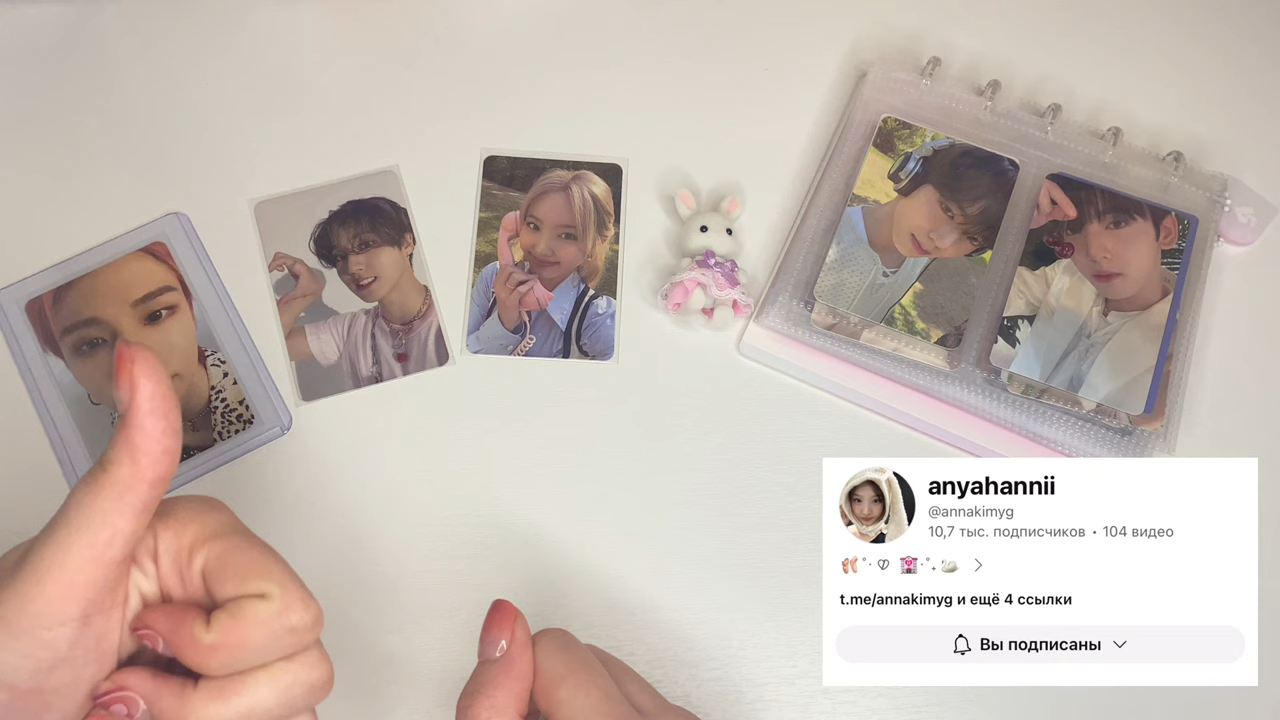 anyahannii
@annakimyg
10,7 тыс. подписчиков • 104 видео
t.me/annakimyg и ещё 4 ссылки
Вы подписаны